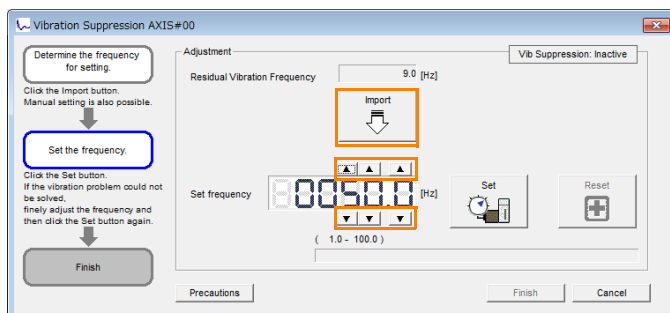 Vibration Suppression AXIS#00
Determine the frequency
for setting.
Click the Import button.
Manual setting is also possible.
Set the frequency.
Click the Set button.
If the vibration problem could not
be solved,
finely adjust the frequency and
then click the Set button again.
Finish
Adjustment
Vib Suppression: Inactive
Residual Vibration Frequency 9.0 [Hz]
Import
Set frequency 0050.0 [Hz]
( 1.0 - 100.0 )
Set
Reset
Precautions
Finish
Cancel